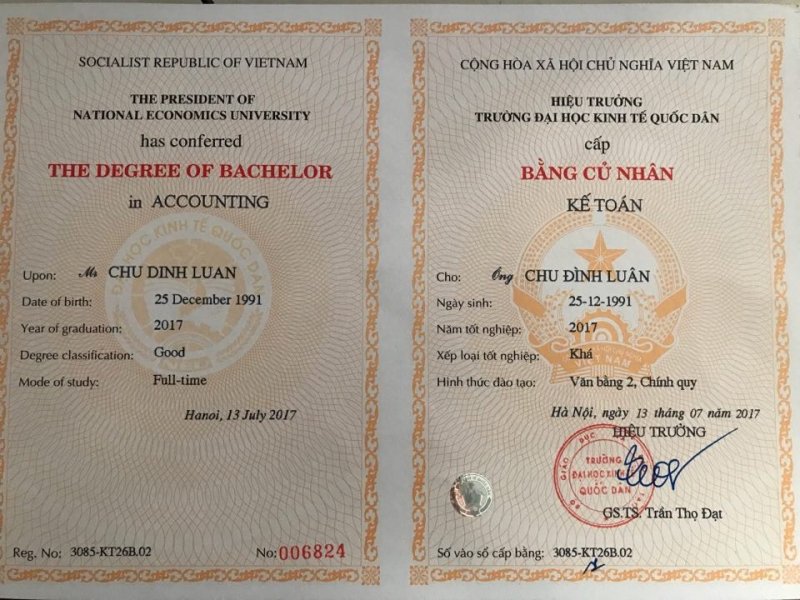 SOCIALIST REPUBLIC OF VIETNAM
THE PRESIDENT OF
NATIONAL ECONOMICS UNIVERSITY
has conferred
THE DEGREE OF BACHELOR
in ACCOUNTING
Upon: Mr CHU DINH LUAN
Date of birth: 25 December 1991
Year of graduation: 2017
Degree classification: Good
Mode of study: Full-time
Hanoi, 13 July 2017
Reg. No: 3085-KT26B.02 No: 006824
CỘNG HÒA XÃ HỘI CHỦ NGHĨA VIỆT NAM
HIỆU TRƯỞNG
TRƯỜNG ĐẠI HỌC KINH TẾ QUỐC DÂN
cấp
BẰNG CỬ NHÂN
KẾ TOÁN
Cho: Ông CHU ĐÌNH LUÂN
Ngày sinh: 25-12-1991
Năm tốt nghiệp: 2017
Xếp loại tốt nghiệp: Khá
Hình thức đào tạo: Văn bằng 2, Chính quy
Hà Nội, ngày 13 tháng 07 năm 2017
HIỆU TRƯỞNG
TRƯỜNG
ĐẠI HỌC KINH
QUỐC DÂN
GS.TS. Trần Thọ Đạt
Số vào sổ cấp bằng: 3085-KT26B.02